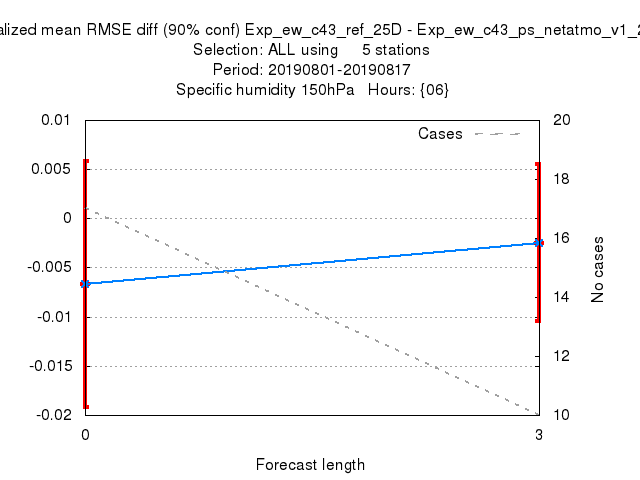 alized mean RMSE diff (90% conf) Exp_ew_c43_ref_25D - Exp_ew_c43_ps_netatmo_v1_2
Selection: ALL using 5 stations
Period: 20190801-20190817
Specific humidity 150hPa Hours: {06}
0.01
20
Cases
0.005
18
0
16
-0.005
14
-0.01
12
-0.015
-0.02
10
No cases
0
3
Forecast length